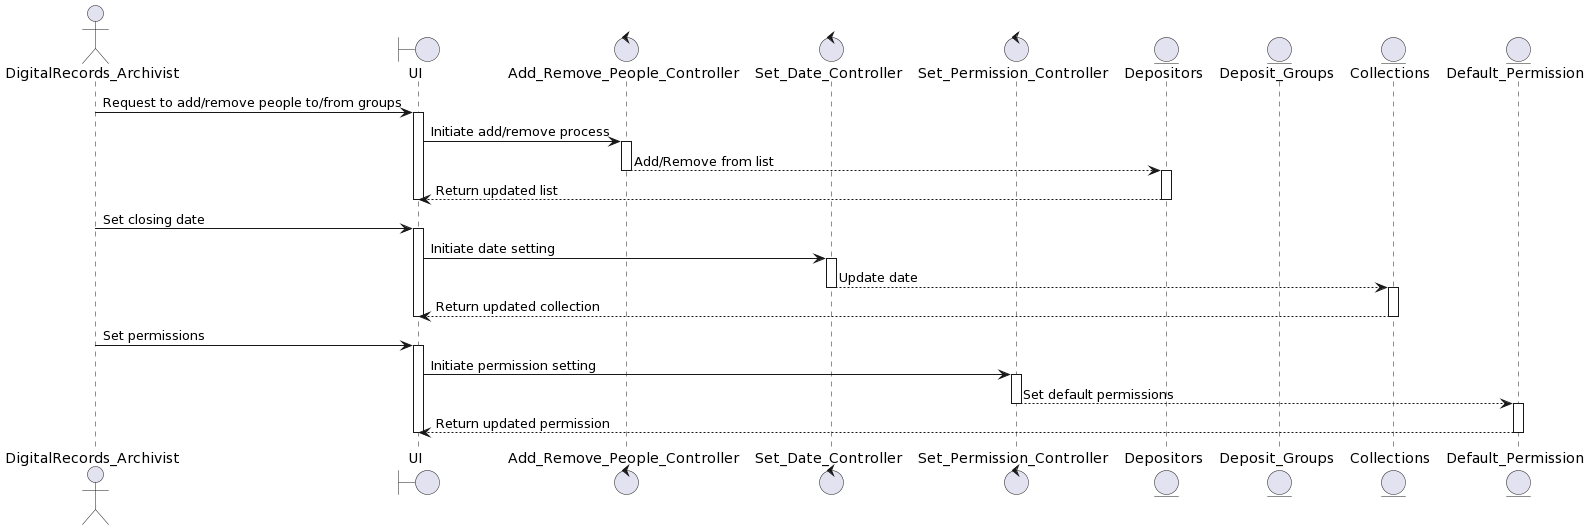 DigitalRecords_Archivist
UI
Add_Remove_People_Controller
Set_Date_Controller
Set_Permission_Controller
Depositors
Deposit_Groups
Collections
Default_Permission
Request to add/remove people to/from groups
Initiate add/remove process
Add/Remove from list
Return updated list
Set closing date
Initiate date setting
Update date
Return updated collection
Set permissions
Initiate permission setting
Set default permissions
Return updated permission
DigitalRecords_Archivist
UI
Add_Remove_People_Controller
Set_Date_Controller
Set_Permission_Controller
Depositors
Deposit_Groups
Collections
Default_Permission